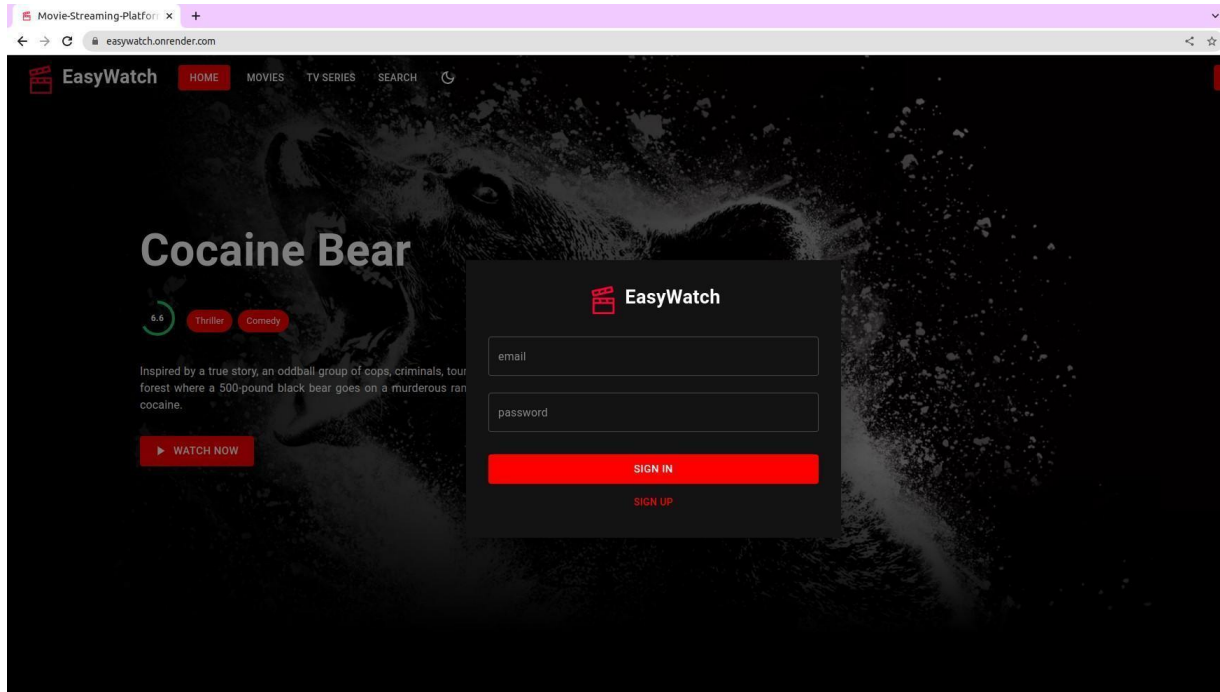 Movie-Streaming-Platfor
easywatch.onrender.com
EasyWatch HOME MOVIES TV SERIES SEARCH
Cocaine Bear
6.6 Thriller Comedy
Inspired by a true story, an oddball group of cops, criminals, tour
forest where a 500-pound black bear goes on a murderous ram
cocaine.
WATCH NOW
EasyWatch
email
password
SIGN IN
SIGN UP